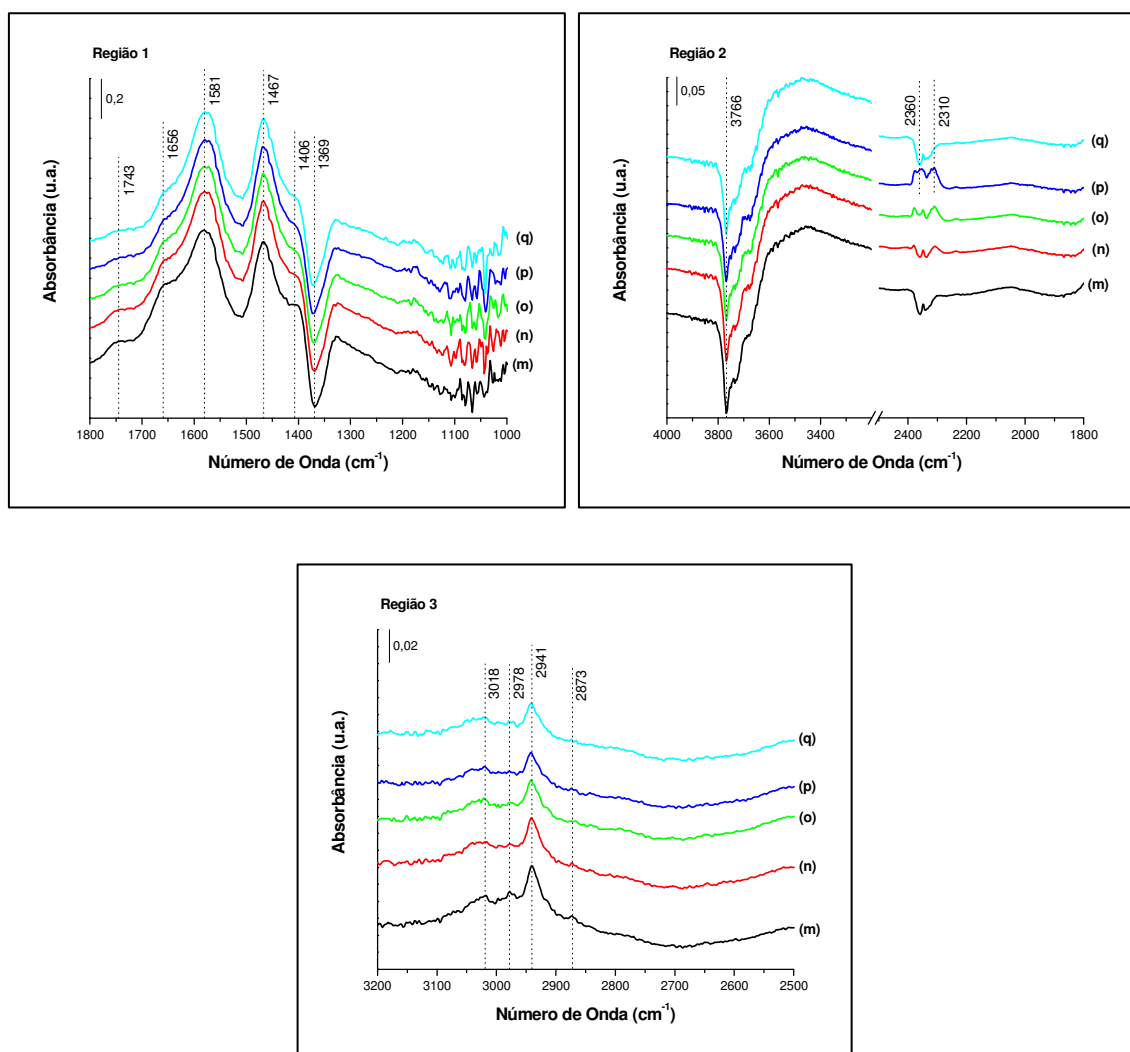 Região 1
0,2
1743
1656
1581
1467
1406
1369
(q)
(p)
(o)
(n)
(m)
Absorbância (u.a.)
1800 1700 1600 1500 1400 1300 1200 1100 1000
Número de Onda (cm⁻¹)
Região 2
0,05
3766
2360
2310
(q)
(p)
(o)
(n)
(m)
Absorbância (u.a.)
4000 3800 3600 3400 2400 2200 2000 1800
Número de Onda (cm⁻¹)
Região 3
0,02
3018
2978
2941
2873
(q)
(p)
(o)
(n)
(m)
Absorbância (u.a.)
3200 3100 3000 2900 2800 2700 2600 2500
Número de Onda (cm⁻¹)